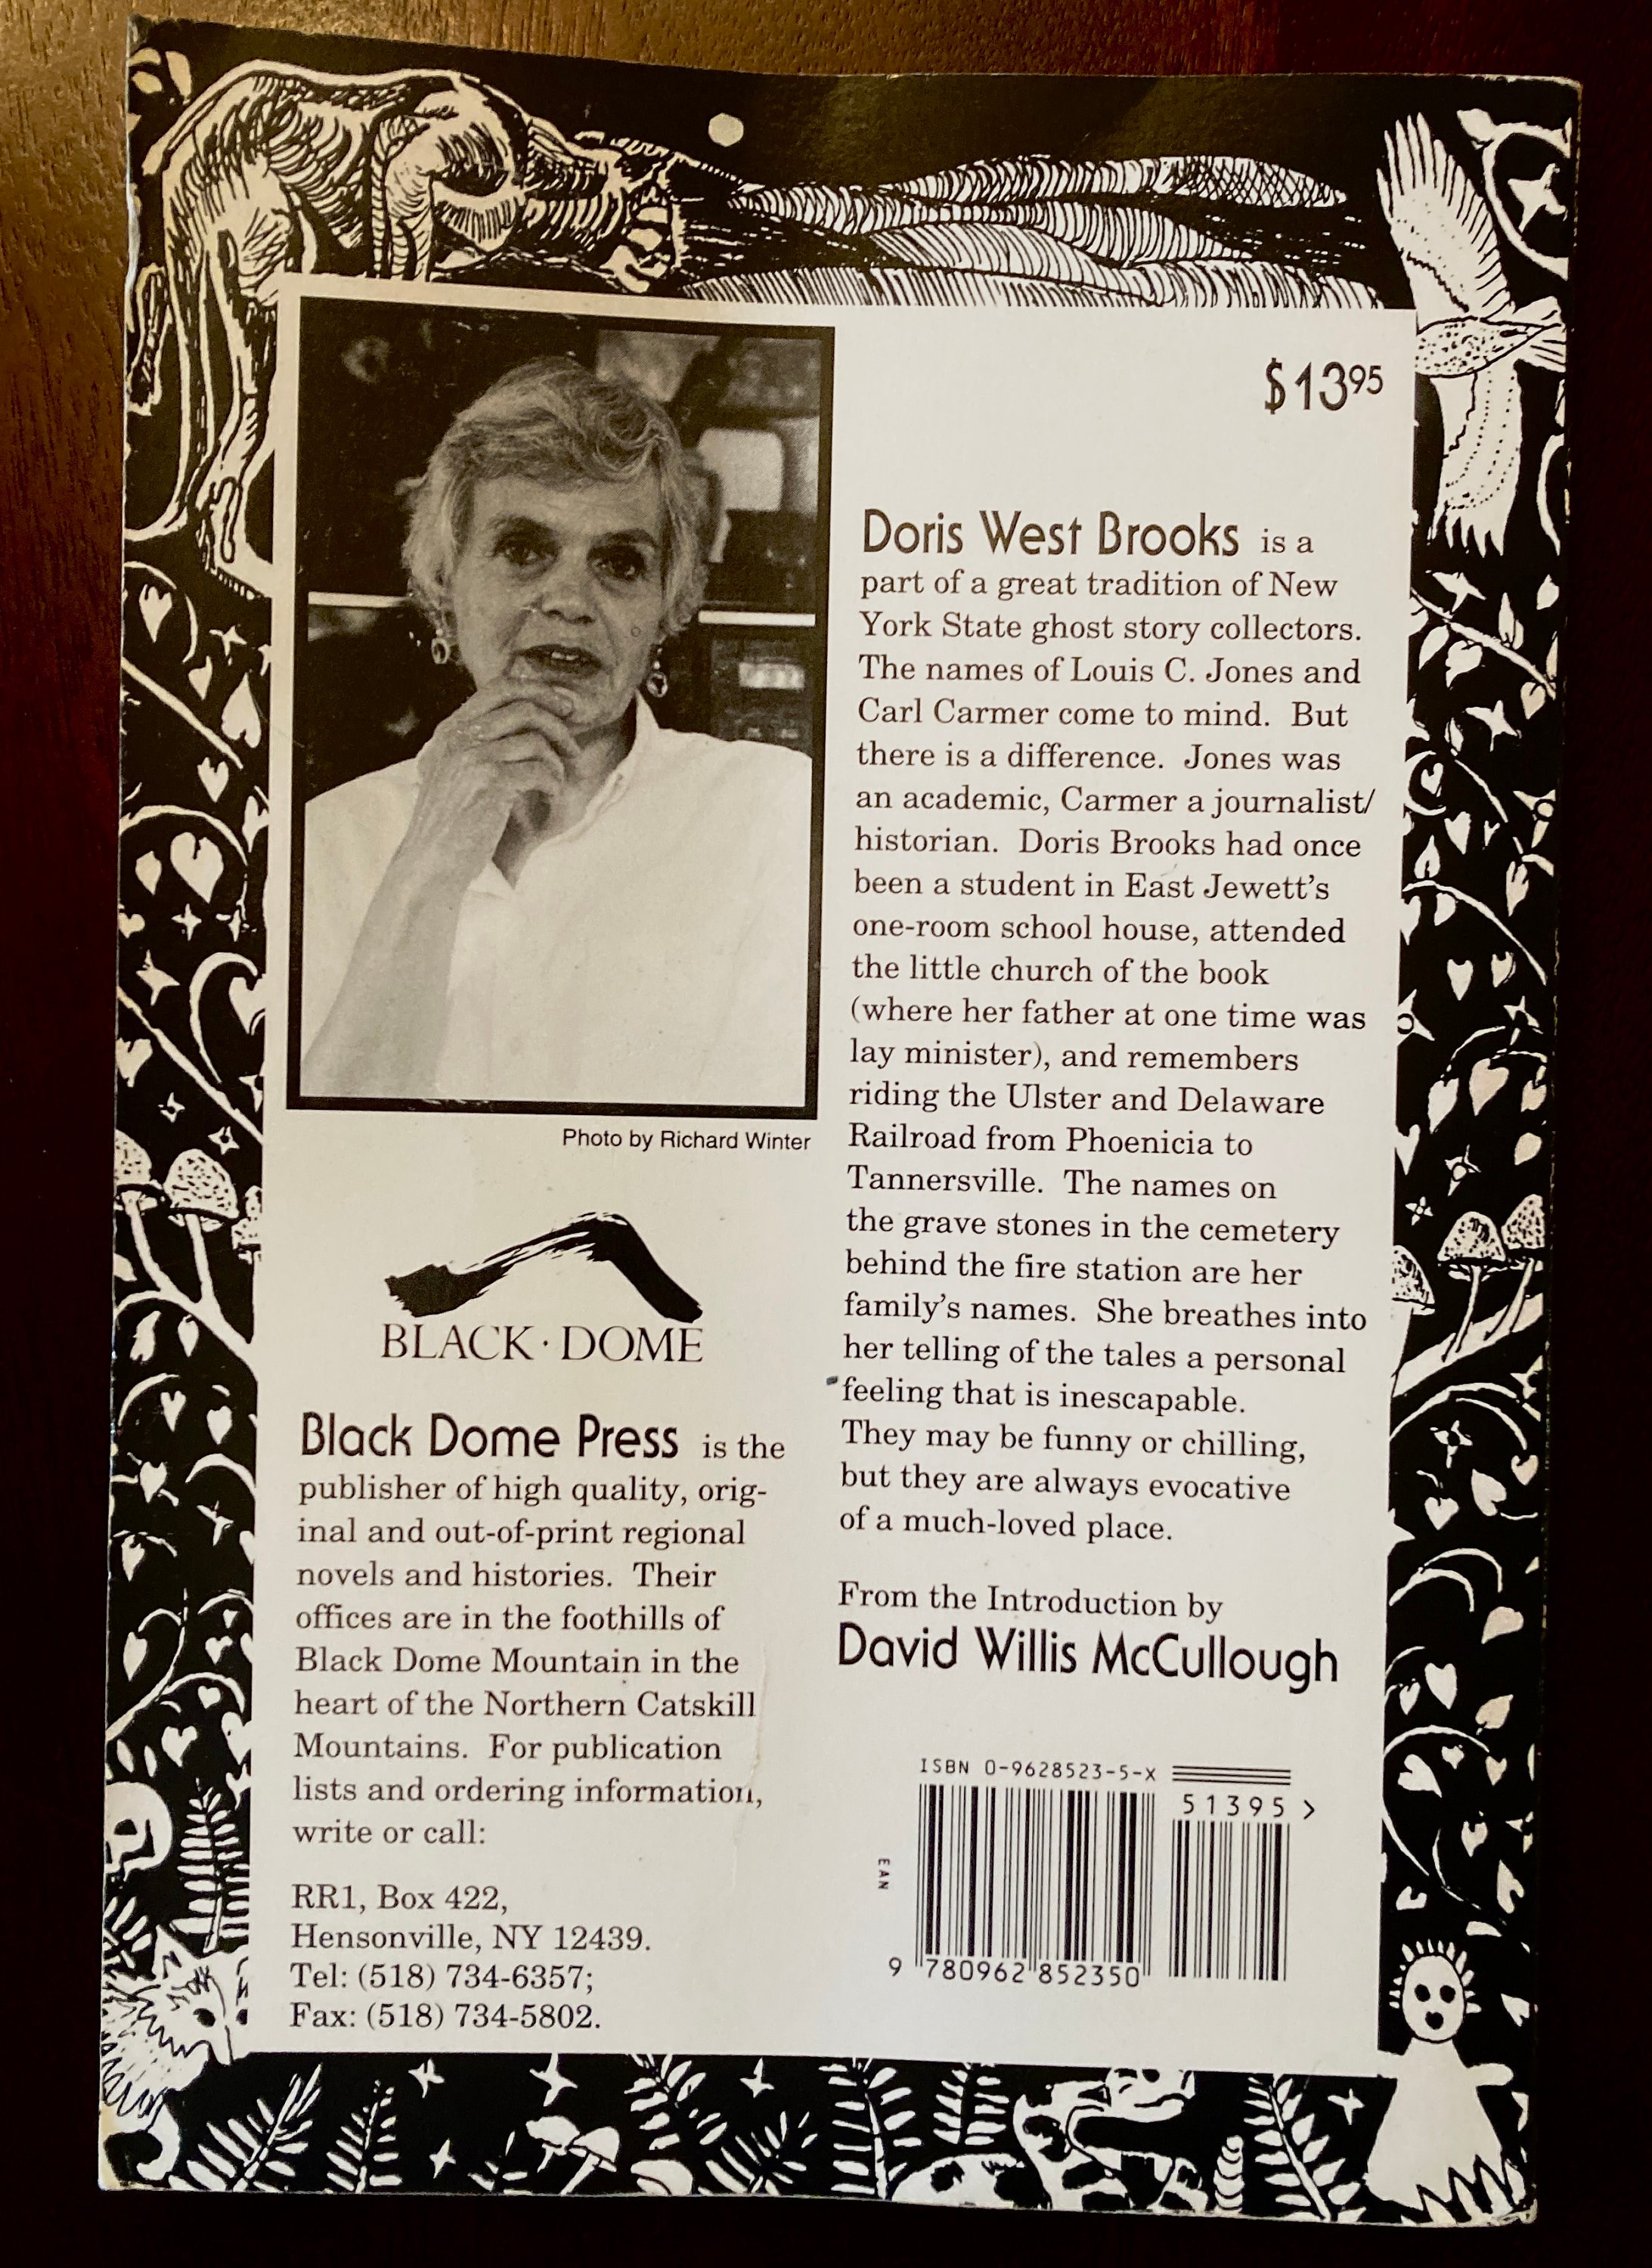 $13.95
Doris West Brooks is a
part of a great tradition of New
York State ghost story collectors.
The names of Louis C. Jones and
Carl Carmer come to mind.  But
there is a difference.  Jones was
an academic, Carmer a journalist/
historian.  Doris Brooks had once
been a student in East Jewett's
one-room school house, attended
the little church of the book
(where her father at one time was
lay minister), and remembers
riding the Ulster and Delaware
Railroad from Phoenicia to
Tannersville.  The names on
the grave stones in the cemetery
behind the fire station are her
family's names.  She breathes into
her telling of the tales a personal
feeling that is inescapable.
They may be funny or chilling,
but they are always evocative
of a much-loved place.
From the Introduction by
David Willis McCullough
Photo by Richard Winter
BLACK · DOME
Black Dome Press is the
publisher of high quality, orig-
inal and out-of-print regional
novels and histories.  Their
offices are in the foothills of
Black Dome Mountain in the
heart of the Northern Catskill
Mountains.  For publication
lists and ordering information,
write or call:
RR1, Box 422,
Hensonville, NY 12439.
Tel: (518) 734-6357;
Fax: (518) 734-5802.
ISBN 0-9628523-5-X
51395 >
EAN
9 780962 852350